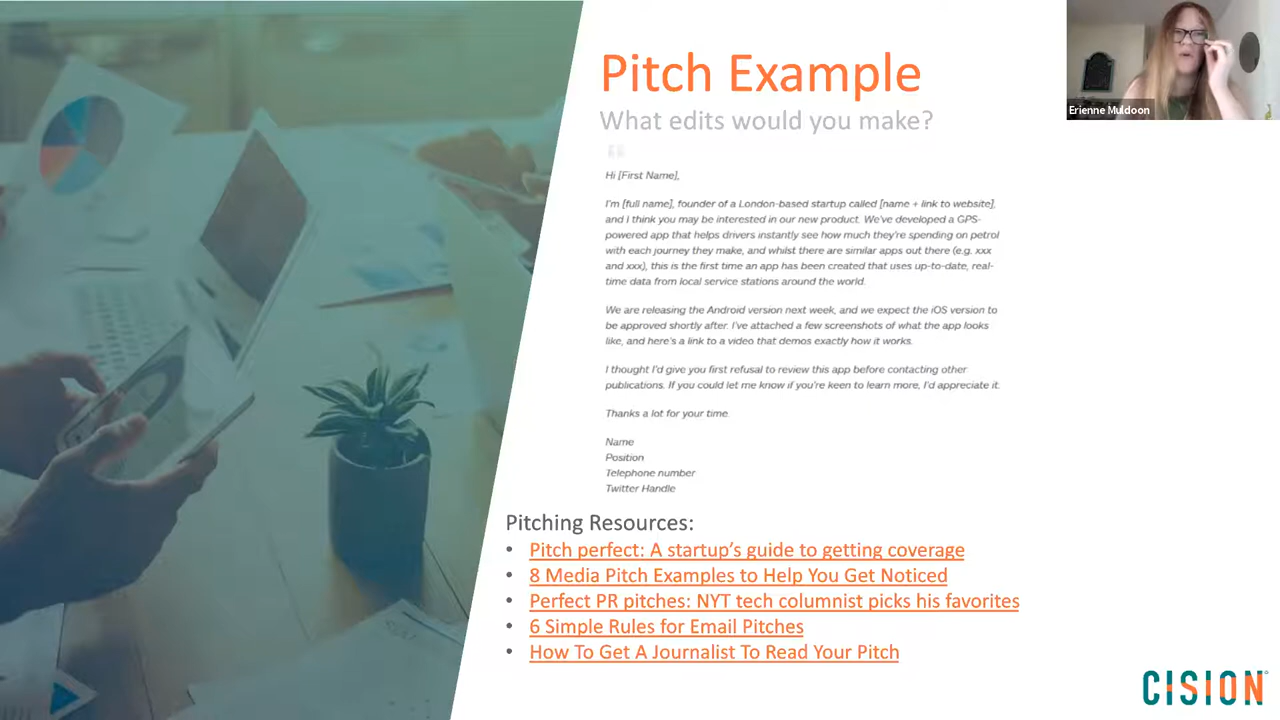 Pitch Example
What edits would you make?
"
Hi [First Name],
I'm [full name], founder of a London-based startup called [name + link to website],
and I think you may be interested in our new product. We've developed a GPS-
powered app that helps drivers instantly see how much they're spending on petrol
with each journey they make, and whilst there are similar apps out there (e.g. xxx
and xxx), this is the first time an app has been created that uses up-to-date, real-
time data from local service stations around the world.
We are releasing the Android version next week, and we expect the iOS version to
be approved shortly after. I've attached a few screenshots of what the app looks
like, and here's a link to a video that demos exactly how it works.
I thought I'd give you first refusal to review this app before contacting other
publications. If you could let me know if you're keen to learn more, I'd appreciate it.
Thanks a lot for your time.
Name
Position
Telephone number
Twitter Handle
Pitching Resources:
• Pitch perfect: A startup's guide to getting coverage
• 8 Media Pitch Examples to Help You Get Noticed
• Perfect PR pitches: NYT tech columnist picks his favorites
• 6 Simple Rules for Email Pitches
• How To Get A Journalist To Read Your Pitch
Erienne Muldoon
CISION